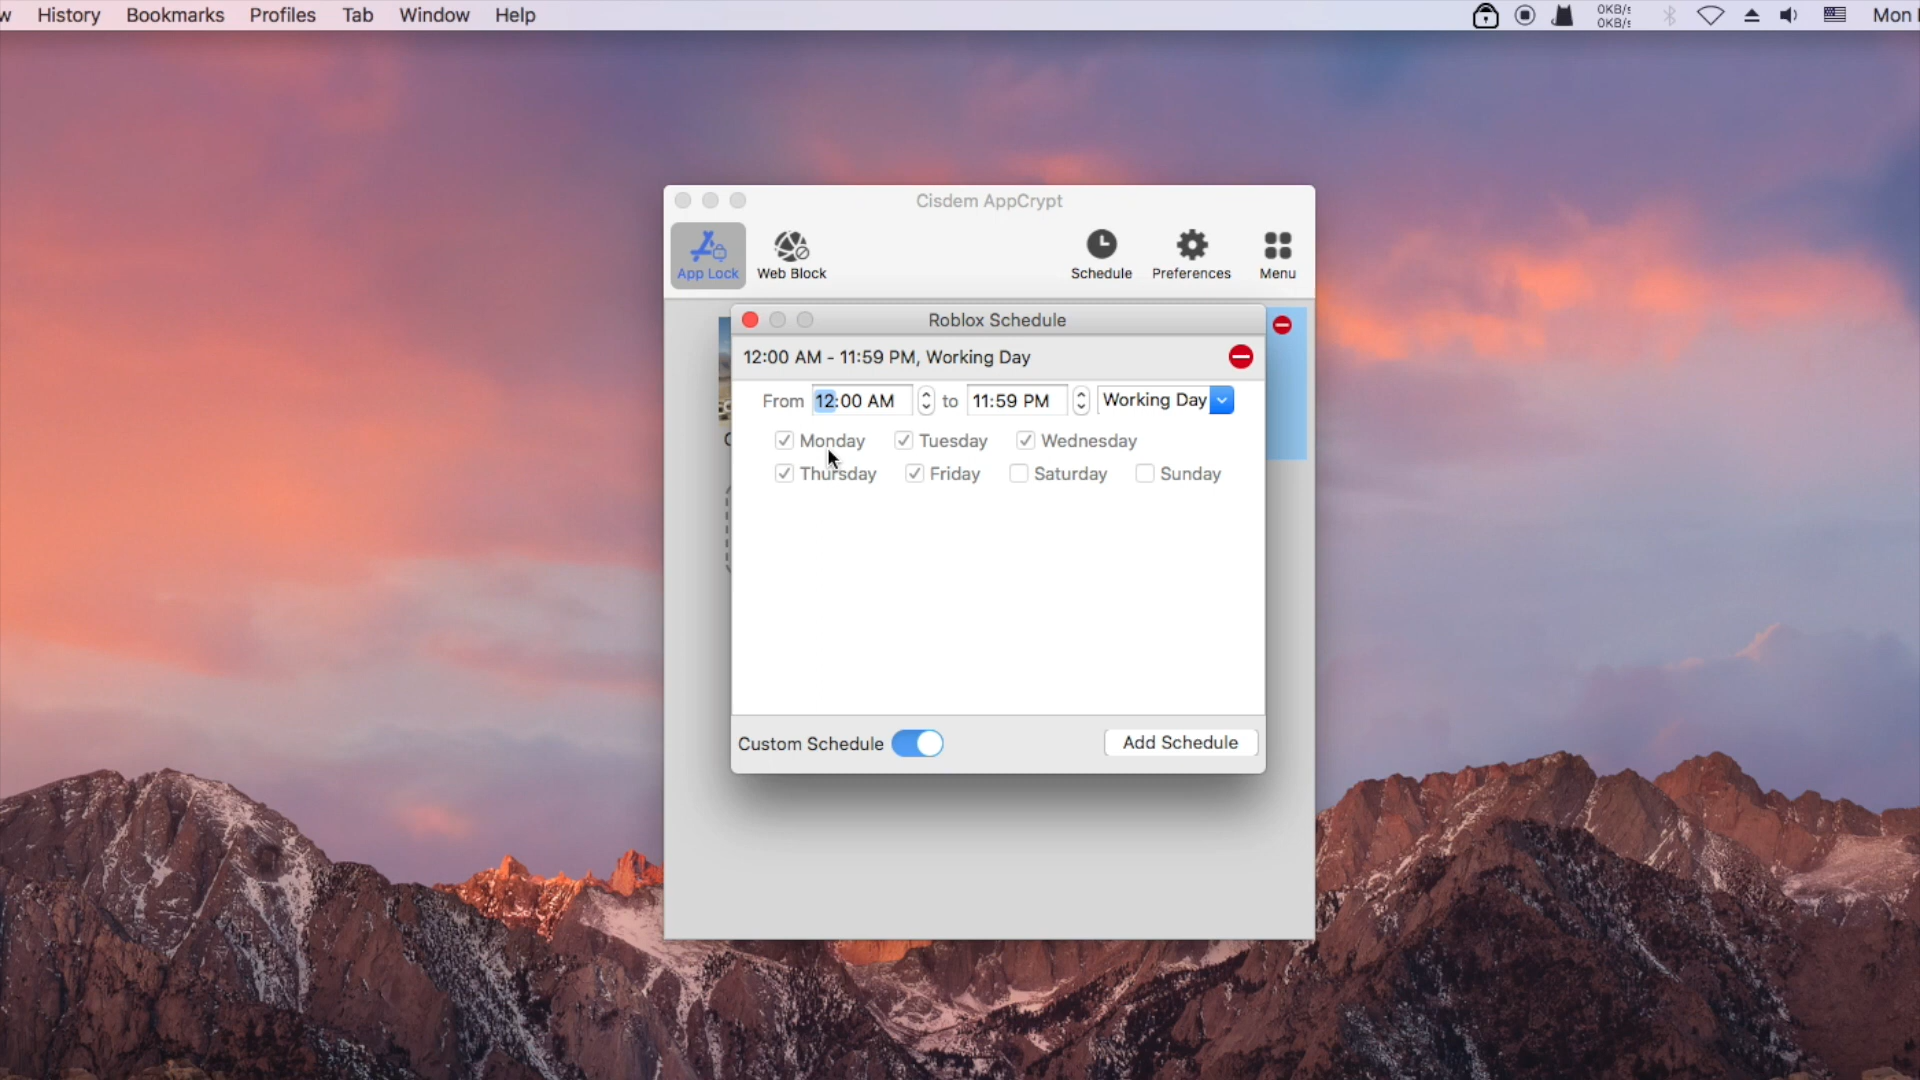 History Bookmarks Profiles Tab Window Help 0KB/s Mon
0KB/s
Cisdem AppCrypt
App Lock Web Block Schedule Preferences Menu
Roblox Schedule
12:00 AM - 11:59 PM, Working Day
From 12:00 AM to 11:59 PM Working Day
Monday Tuesday Wednesday
Thursday Friday Saturday Sunday
Custom Schedule Add Schedule